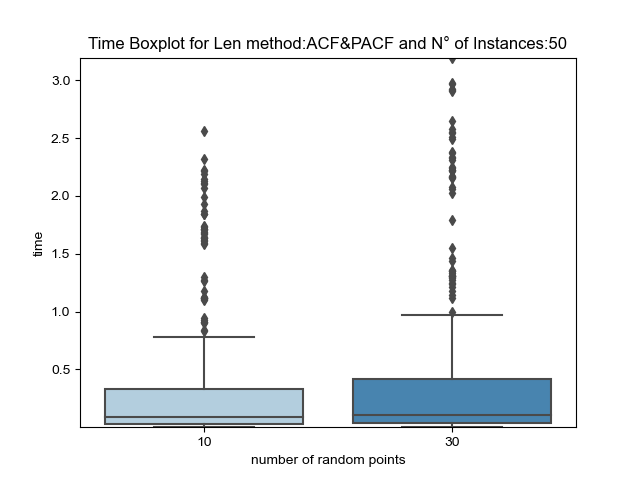 Time Boxplot for Len method:ACF&PACF and N° of Instances:50
3.0
2.5
2.0
1.5
1.0
0.5
time
10
30
number of random points